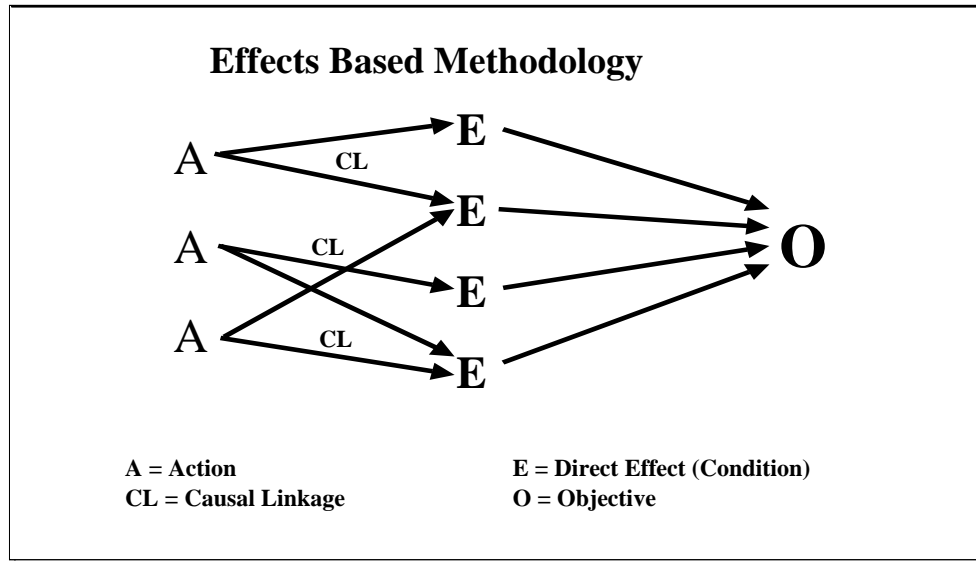 Effects Based Methodology
E
A
CL
E
A
CL
O
E
A
CL
E
A = Action
E = Direct Effect (Condition)
CL = Causal Linkage
O = Objective